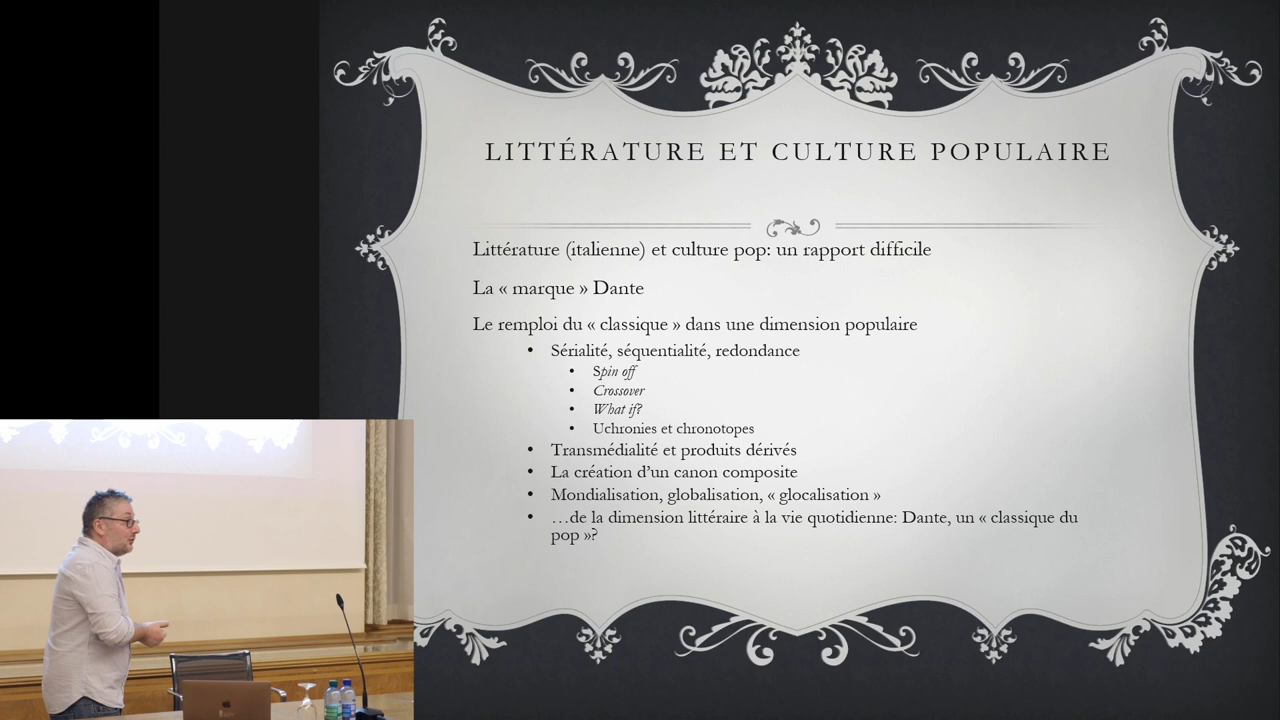 LITTÉRATURE ET CULTURE POPULAIRE
Littérature (italienne) et culture pop: un rapport difficile
La « marque » Dante
Le remploi du « classique » dans une dimension populaire
• Sérialité, séquentialité, redondance
• Spin off
• Crossover
• What if?
• Uchronies et chronotopes
• Transmédialité et produits dérivés
• La création d’un canon composite
• Mondialisation, globalisation, « glocalisation »
• …de la dimension littéraire à la vie quotidienne: Dante, un « classique du
pop »?